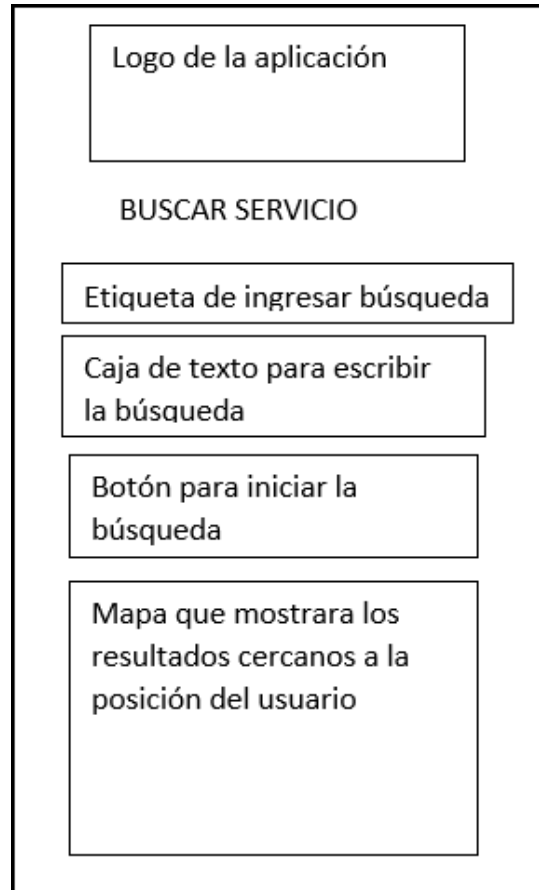 Logo de la aplicación
BUSCAR SERVICIO
Etiqueta de ingresar búsqueda
Caja de texto para escribir
la búsqueda
Botón para iniciar la
búsqueda
Mapa que mostrara los
resultados cercanos a la
posición del usuario